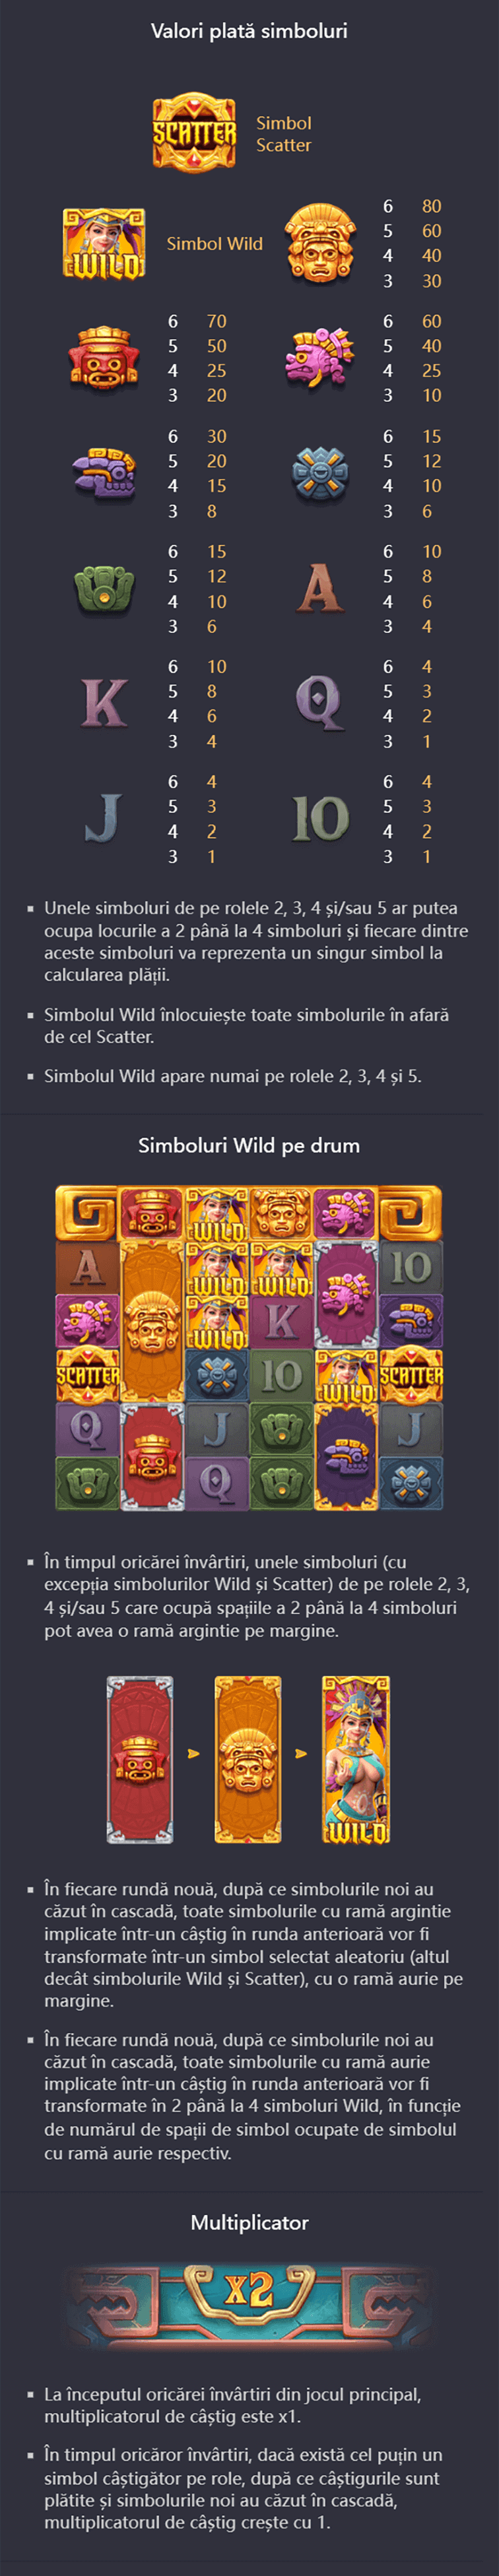 Valori plată simboluri
SCATTER
Simbol
Scatter
WILD
Simbol Wild
6 80
5 60
4 40
3 30
6 70
5 50
4 25
3 20
6 60
5 40
4 25
3 10
6 30
5 20
4 15
3 8
6 15
5 12
4 10
3 6
6 15
5 12
4 10
3 6
A
6 10
5 8
4 6
3 4
K
6 10
5 8
4 6
3 4
Q
6 4
5 3
4 2
3 1
J
6 4
5 3
4 2
3 1
10
6 4
5 3
4 2
3 1
Unele simboluri de pe rolele 2, 3, 4 și/sau 5 ar putea
ocupa locurile a 2 până la 4 simboluri și fiecare dintre
aceste simboluri va reprezenta un singur simbol la
calcularea plății.
Simbolul Wild înlocuiește toate simbolurile în afară
de cel Scatter.
Simbolul Wild apare numai pe rolele 2, 3, 4 și 5.
Simboluri Wild pe drum
WILD
A WILD WILD 10
WILD K
SCATTER 10 WILD SCATTER
Q J J
Q
În timpul oricărei învârtiri, unele simboluri (cu
excepția simbolurilor Wild și Scatter) de pe rolele 2, 3,
4 și/sau 5 care ocupă spațiile a 2 până la 4 simboluri
pot avea o ramă argintie pe margine.
WILD
În fiecare rundă nouă, după ce simbolurile noi au
căzut în cascadă, toate simbolurile cu ramă argintie
implicate într-un câștig în runda anterioară vor fi
transformate într-un simbol selectat aleatoriu (altul
decât simbolurile Wild și Scatter), cu o ramă aurie pe
margine.
În fiecare rundă nouă, după ce simbolurile noi au
căzut în cascadă, toate simbolurile cu ramă aurie
implicate într-un câștig în runda anterioară vor fi
transformate în 2 până la 4 simboluri Wild, în funcție
de numărul de spații de simbol ocupate de simbolul
cu ramă aurie respectiv.
Multiplicator
x2
La începutul oricărei învârtiri din jocul principal,
multiplicatorul de câștig este x1.
În timpul oricăror învârtiri, dacă există cel puțin un
simbol câștigător pe role, după ce câștigurile sunt
plătite și simbolurile noi au căzut în cascadă,
multiplicatorul de câștig crește cu 1.